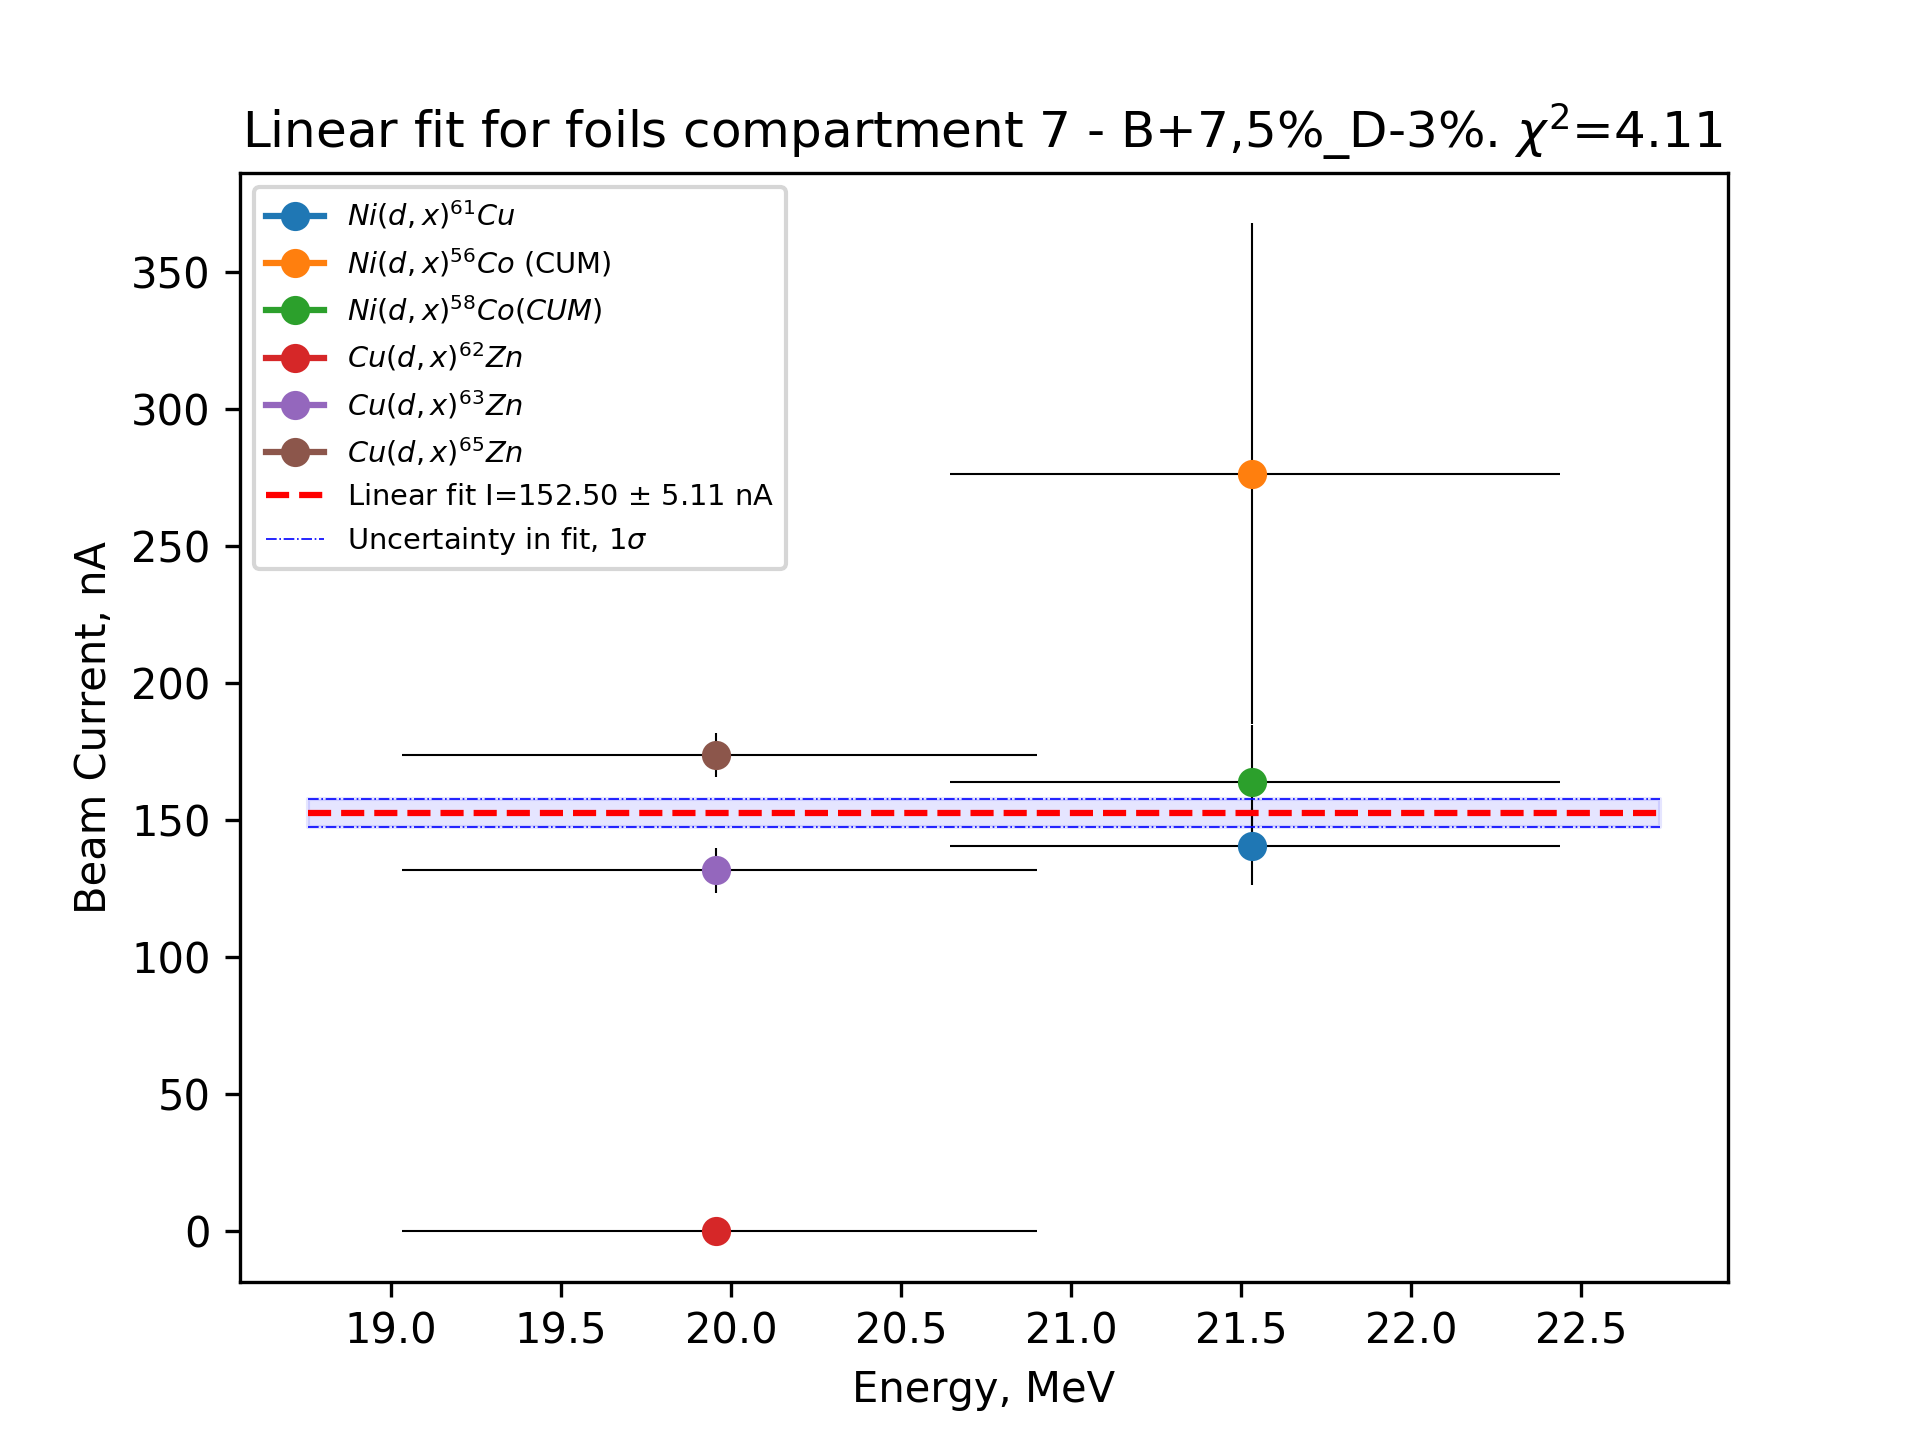 Linear fit for foils compartment 7 - B+7,5%_D-3%. χ²=4.11
Ni(d, x)⁶¹Cu
Ni(d, x)⁵⁶Co (CUM)
Ni(d, x)⁵⁸Co(CUM)
Cu(d, x)⁶²Zn
Cu(d, x)⁶³Zn
Cu(d, x)⁶⁵Zn
Linear fit I=152.50 ± 5.11 nA
Uncertainty in fit, 1σ
Beam Current, nA
350
300
250
200
150
100
50
0
19.0 19.5 20.0 20.5 21.0 21.5 22.0 22.5
Energy, MeV